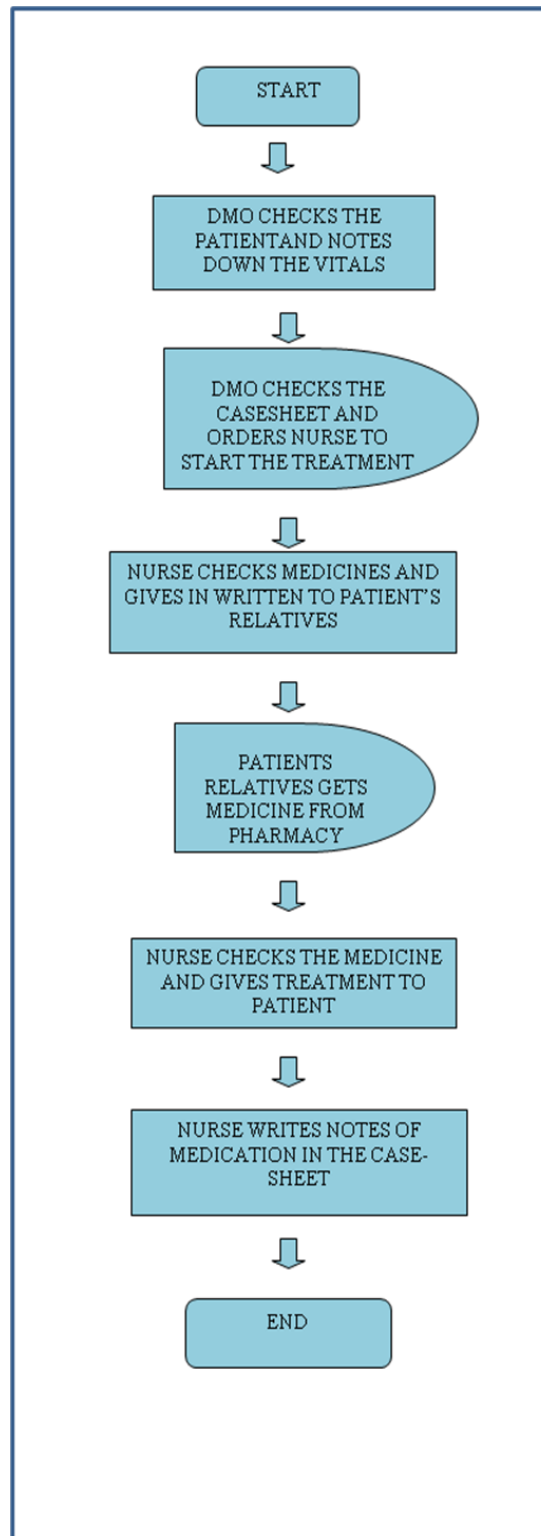 START
DMO CHECKS THE
PATIENTAND NOTES
DOWN THE VITALS
DMO CHECKS THE
CASESHEET AND
ORDERS NURSE TO
START THE TREATMENT
NURSE CHECKS MEDICINES AND
GIVES IN WRITTEN TO PATIENT’S
RELATIVES
PATIENTS
RELATIVES GETS
MEDICINE FROM
PHARMACY
NURSE CHECKS THE MEDICINE
AND GIVES TREATMENT TO
PATIENT
NURSE WRITES NOTES OF
MEDICATION IN THE CASE-
SHEET
END